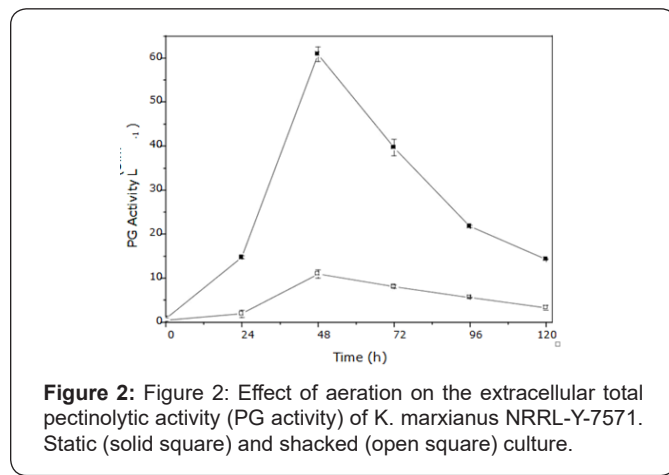 60
50
40
30
20
10
0
PG Activity L
-1
0 24 48 72 96 120
Time (h)
Figure 2: Figure 2: Effect of aeration on the extracellular total
pectinolytic activity (PG activity) of K. marxianus NRRL-Y-7571.
Static (solid square) and shacked (open square) culture.